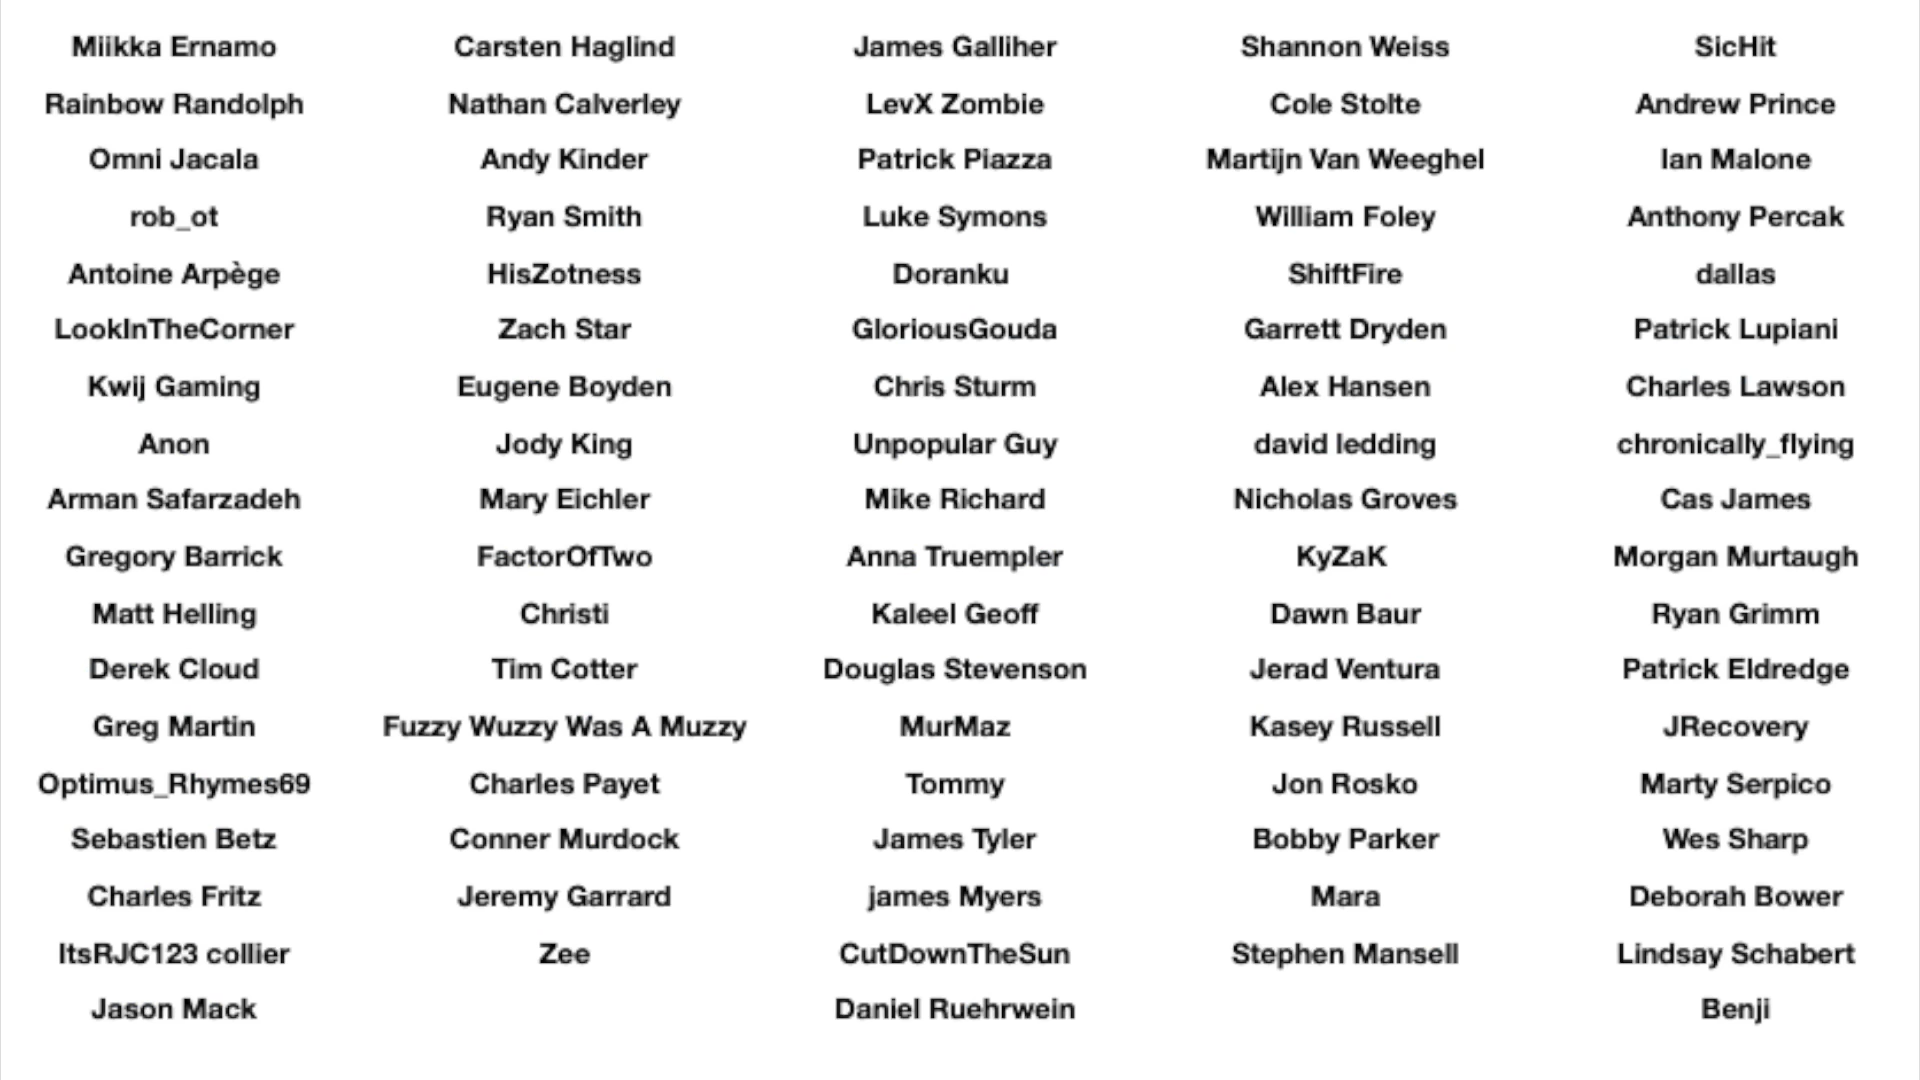 Miikka Ernamo Carsten Haglind James Galliher Shannon Weiss SicHit
Rainbow Randolph Nathan Calverley LevX Zombie Cole Stolte Andrew Prince
Omni Jacala Andy Kinder Patrick Piazza Martijn Van Weeghel Ian Malone
rob_ot Ryan Smith Luke Symons William Foley Anthony Percak
Antoine Arpège HisZotness Doranku ShiftFire dallas
LookInTheCorner Zach Star GloriousGouda Garrett Dryden Patrick Lupiani
Kwij Gaming Eugene Boyden Chris Sturm Alex Hansen Charles Lawson
Anon Jody King Unpopular Guy david ledding chronically_flying
Arman Safarzadeh Mary Eichler Mike Richard Nicholas Groves Cas James
Gregory Barrick FactorOfTwo Anna Truempler KyZaK Morgan Murtaugh
Matt Helling Christi Kaleel Geoff Dawn Baur Ryan Grimm
Derek Cloud Tim Cotter Douglas Stevenson Jerad Ventura Patrick Eldredge
Greg Martin Fuzzy Wuzzy Was A Muzzy MurMaz Kasey Russell JRecovery
Optimus_Rhymes69 Charles Payet Tommy Jon Rosko Marty Serpico
Sebastien Betz Conner Murdock James Tyler Bobby Parker Wes Sharp
Charles Fritz Jeremy Garrard james Myers Mara Deborah Bower
ItsRJC123 collier Zee CutDownTheSun Stephen Mansell Lindsay Schabert
Jason Mack Daniel Ruehrwein Benji